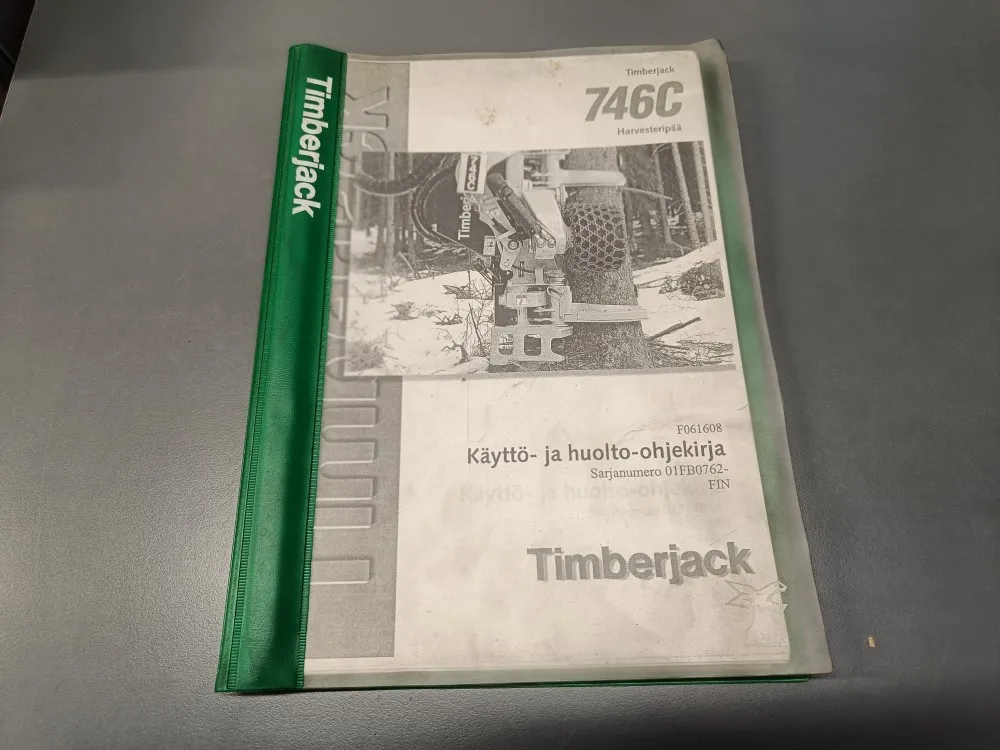 Timberjack
Timberjack
746C
Harvesteripää
F061608
Käyttö- ja huolto-ohjekirja
Sarjanumero 01FB0762-
FIN
Timberjack